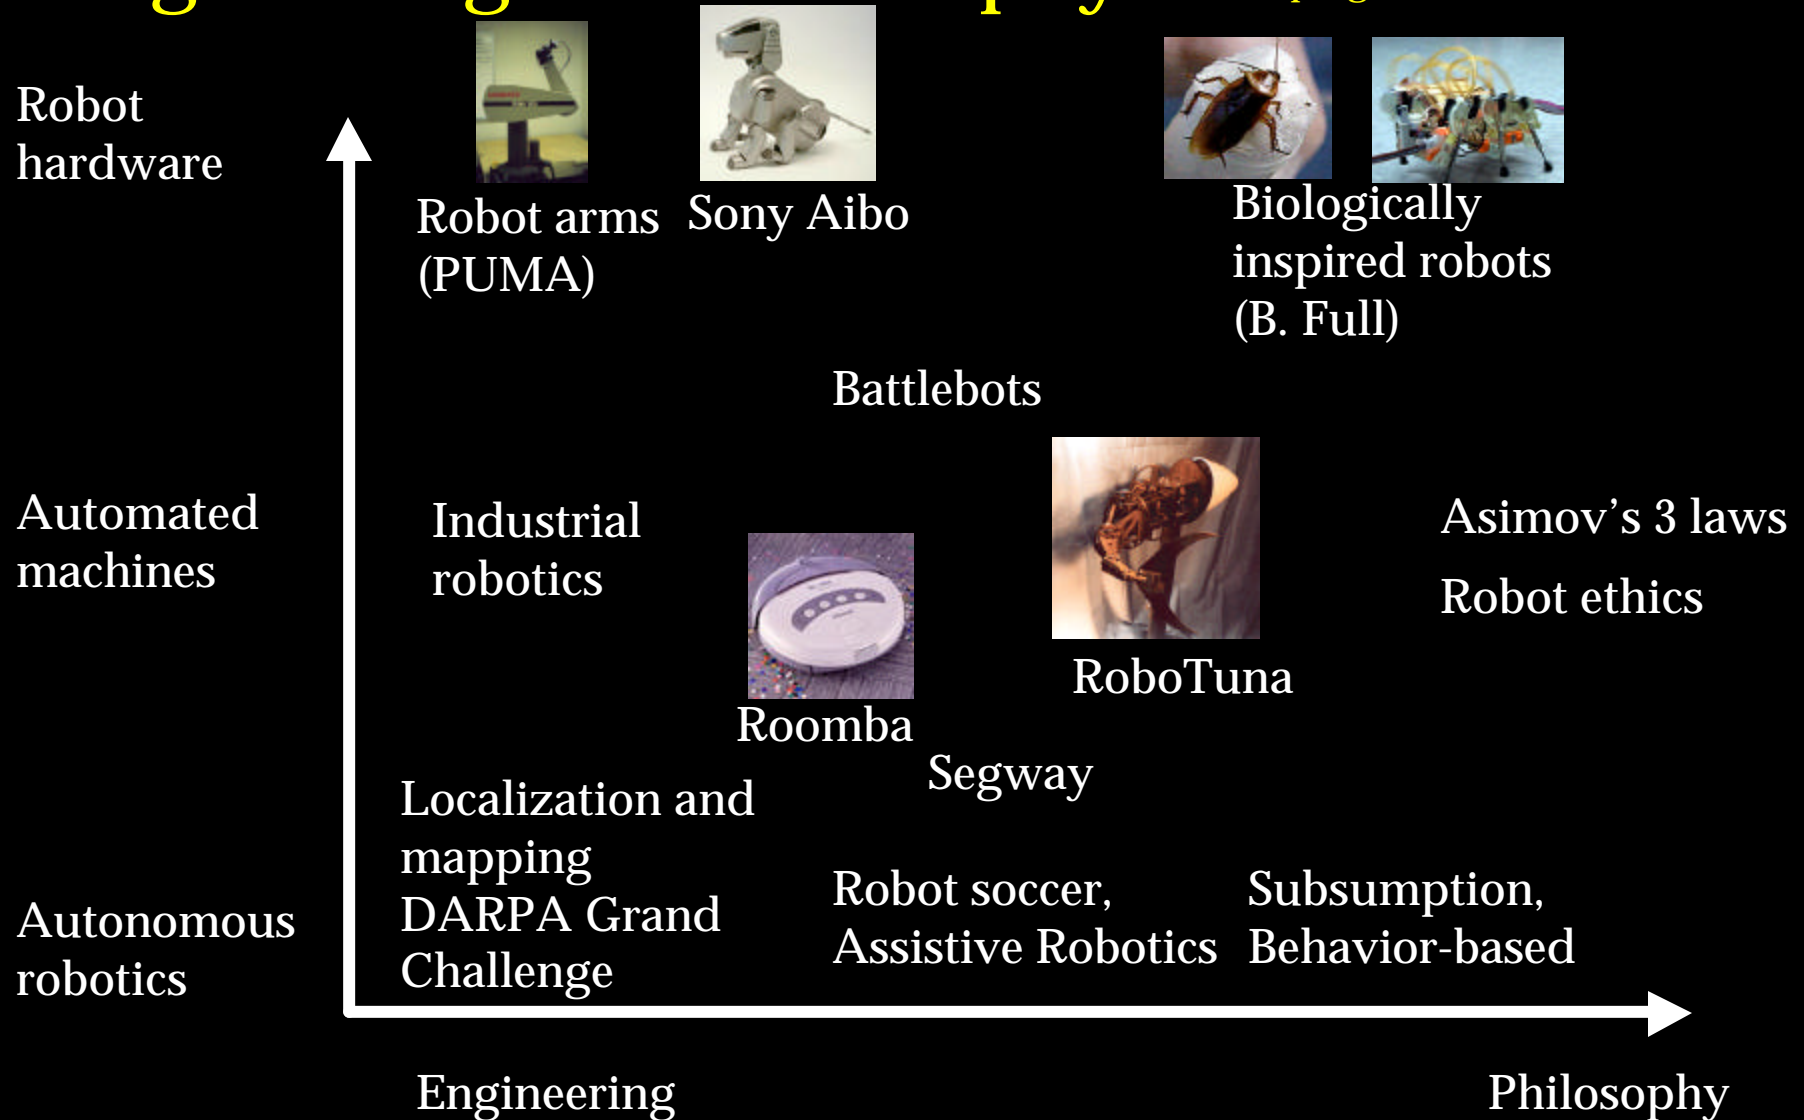 Robot
hardware
Robot arms
(PUMA)
Sony Aibo
Biologically
inspired robots
(B. Full)
Battlebots
Automated
machines
Industrial
robotics
Asimov’s 3 laws
Robot ethics
RoboTuna
Roomba
Segway
Localization and
mapping
DARPA Grand
Challenge
Robot soccer,
Assistive Robotics
Subsumption,
Behavior-based
Autonomous
robotics
Engineering
Philosophy